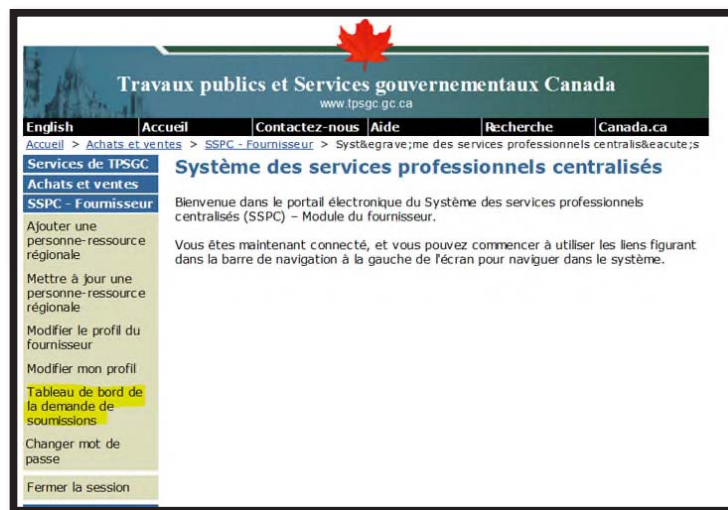 Travaux publics et Services gouvernementaux Canada
www.tpsgc.gc.ca
English Accueil Contactez-nous Aide Recherche Canada.ca
Accueil > Achats et ventes > SSPC - Fournisseur > Syst&egrave;me des services professionnels centralis&eacute;s
Services de TPSGC
Achats et ventes
SSPC - Fournisseur
Ajouter une
personne-ressource
régionale
Mettre à jour une
personne-ressource
régionale
Modifier le profil du
fournisseur
Modifier mon profil
Tableau de bord de
la demande de
soumissions
Changer mot de
passe
Fermer la session
Système des services professionnels centralisés
Bienvenue dans le portail électronique du Système des services professionnels
centralisés (SSPC) – Module du fournisseur.
Vous êtes maintenant connecté, et vous pouvez commencer à utiliser les liens figurant
dans la barre de navigation à la gauche de l'écran pour naviguer dans le système.